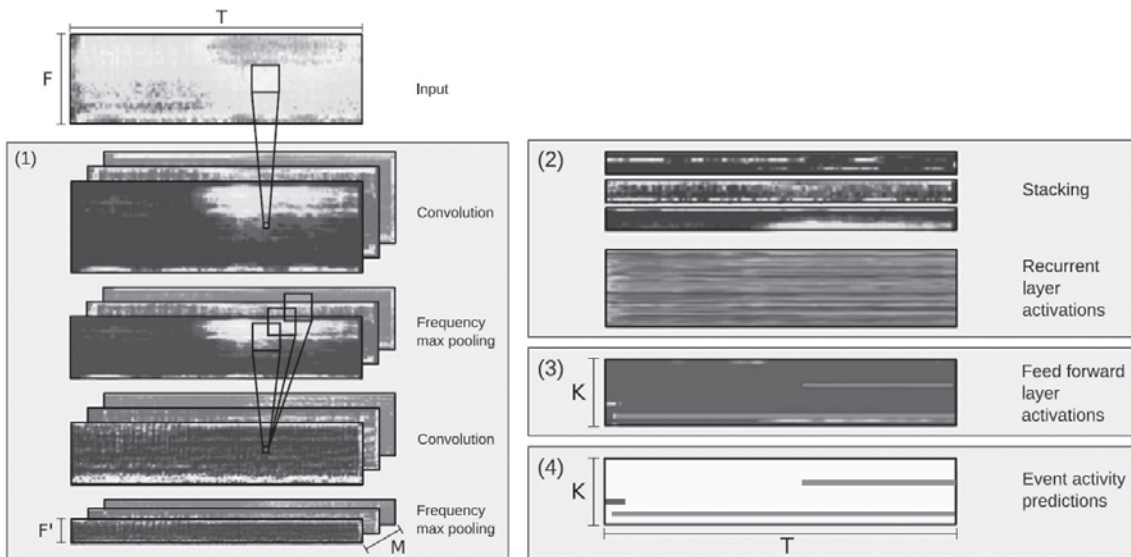 T
F
Input
(1)
Convolution
Frequency
max pooling
Convolution
F'
Frequency
max pooling
M
(2)
Stacking
Recurrent
layer
activations
(3)
K
Feed forward
layer
activations
(4)
K
Event activity
predictions
T